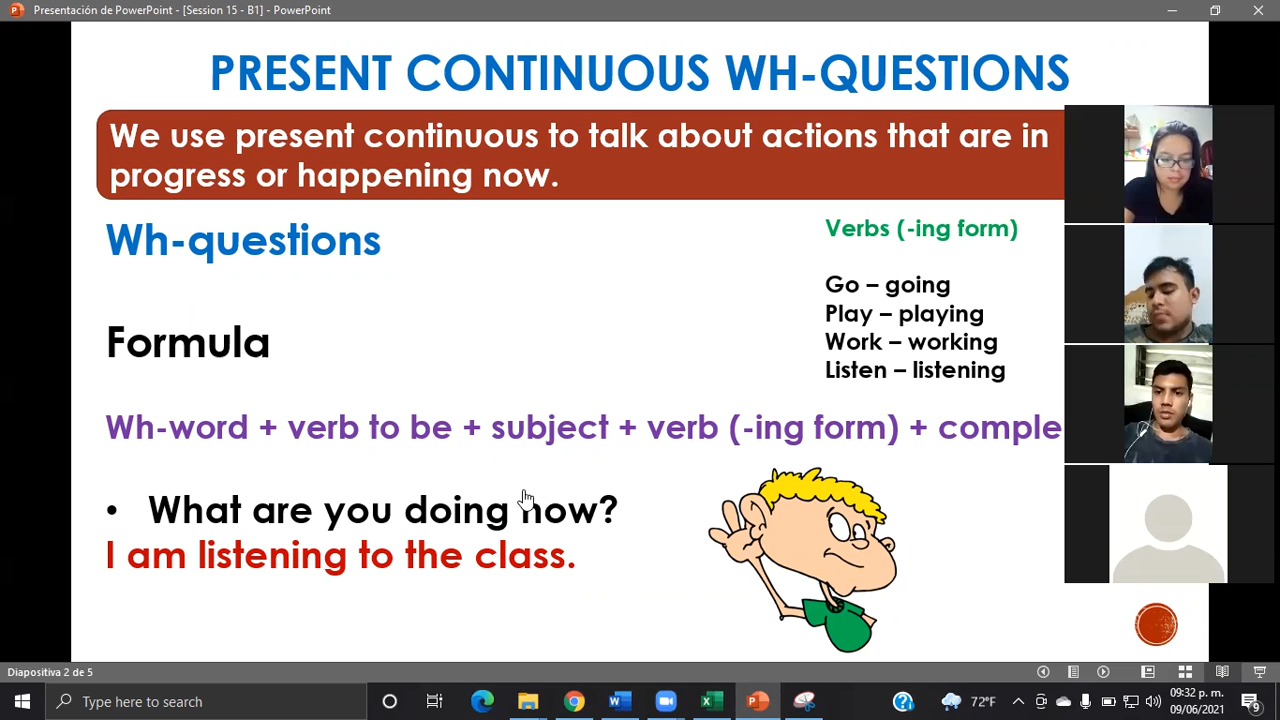 Presentación de PowerPoint - [Session 15 - B1] - PowerPoint
PRESENT CONTINUOUS WH-QUESTIONS
We use present continuous to talk about actions that are in
progress or happening now.
Wh-questions
Verbs (-ing form)
Go – going
Play – playing
Work – working
Listen – listening
Formula
Wh-word + verb to be + subject + verb (-ing form) + comple
• What are you doing now?
I am listening to the class.
Diapositiva 2 de 5
Type here to search
72°F
09:32 p. m.
09/06/2021
9